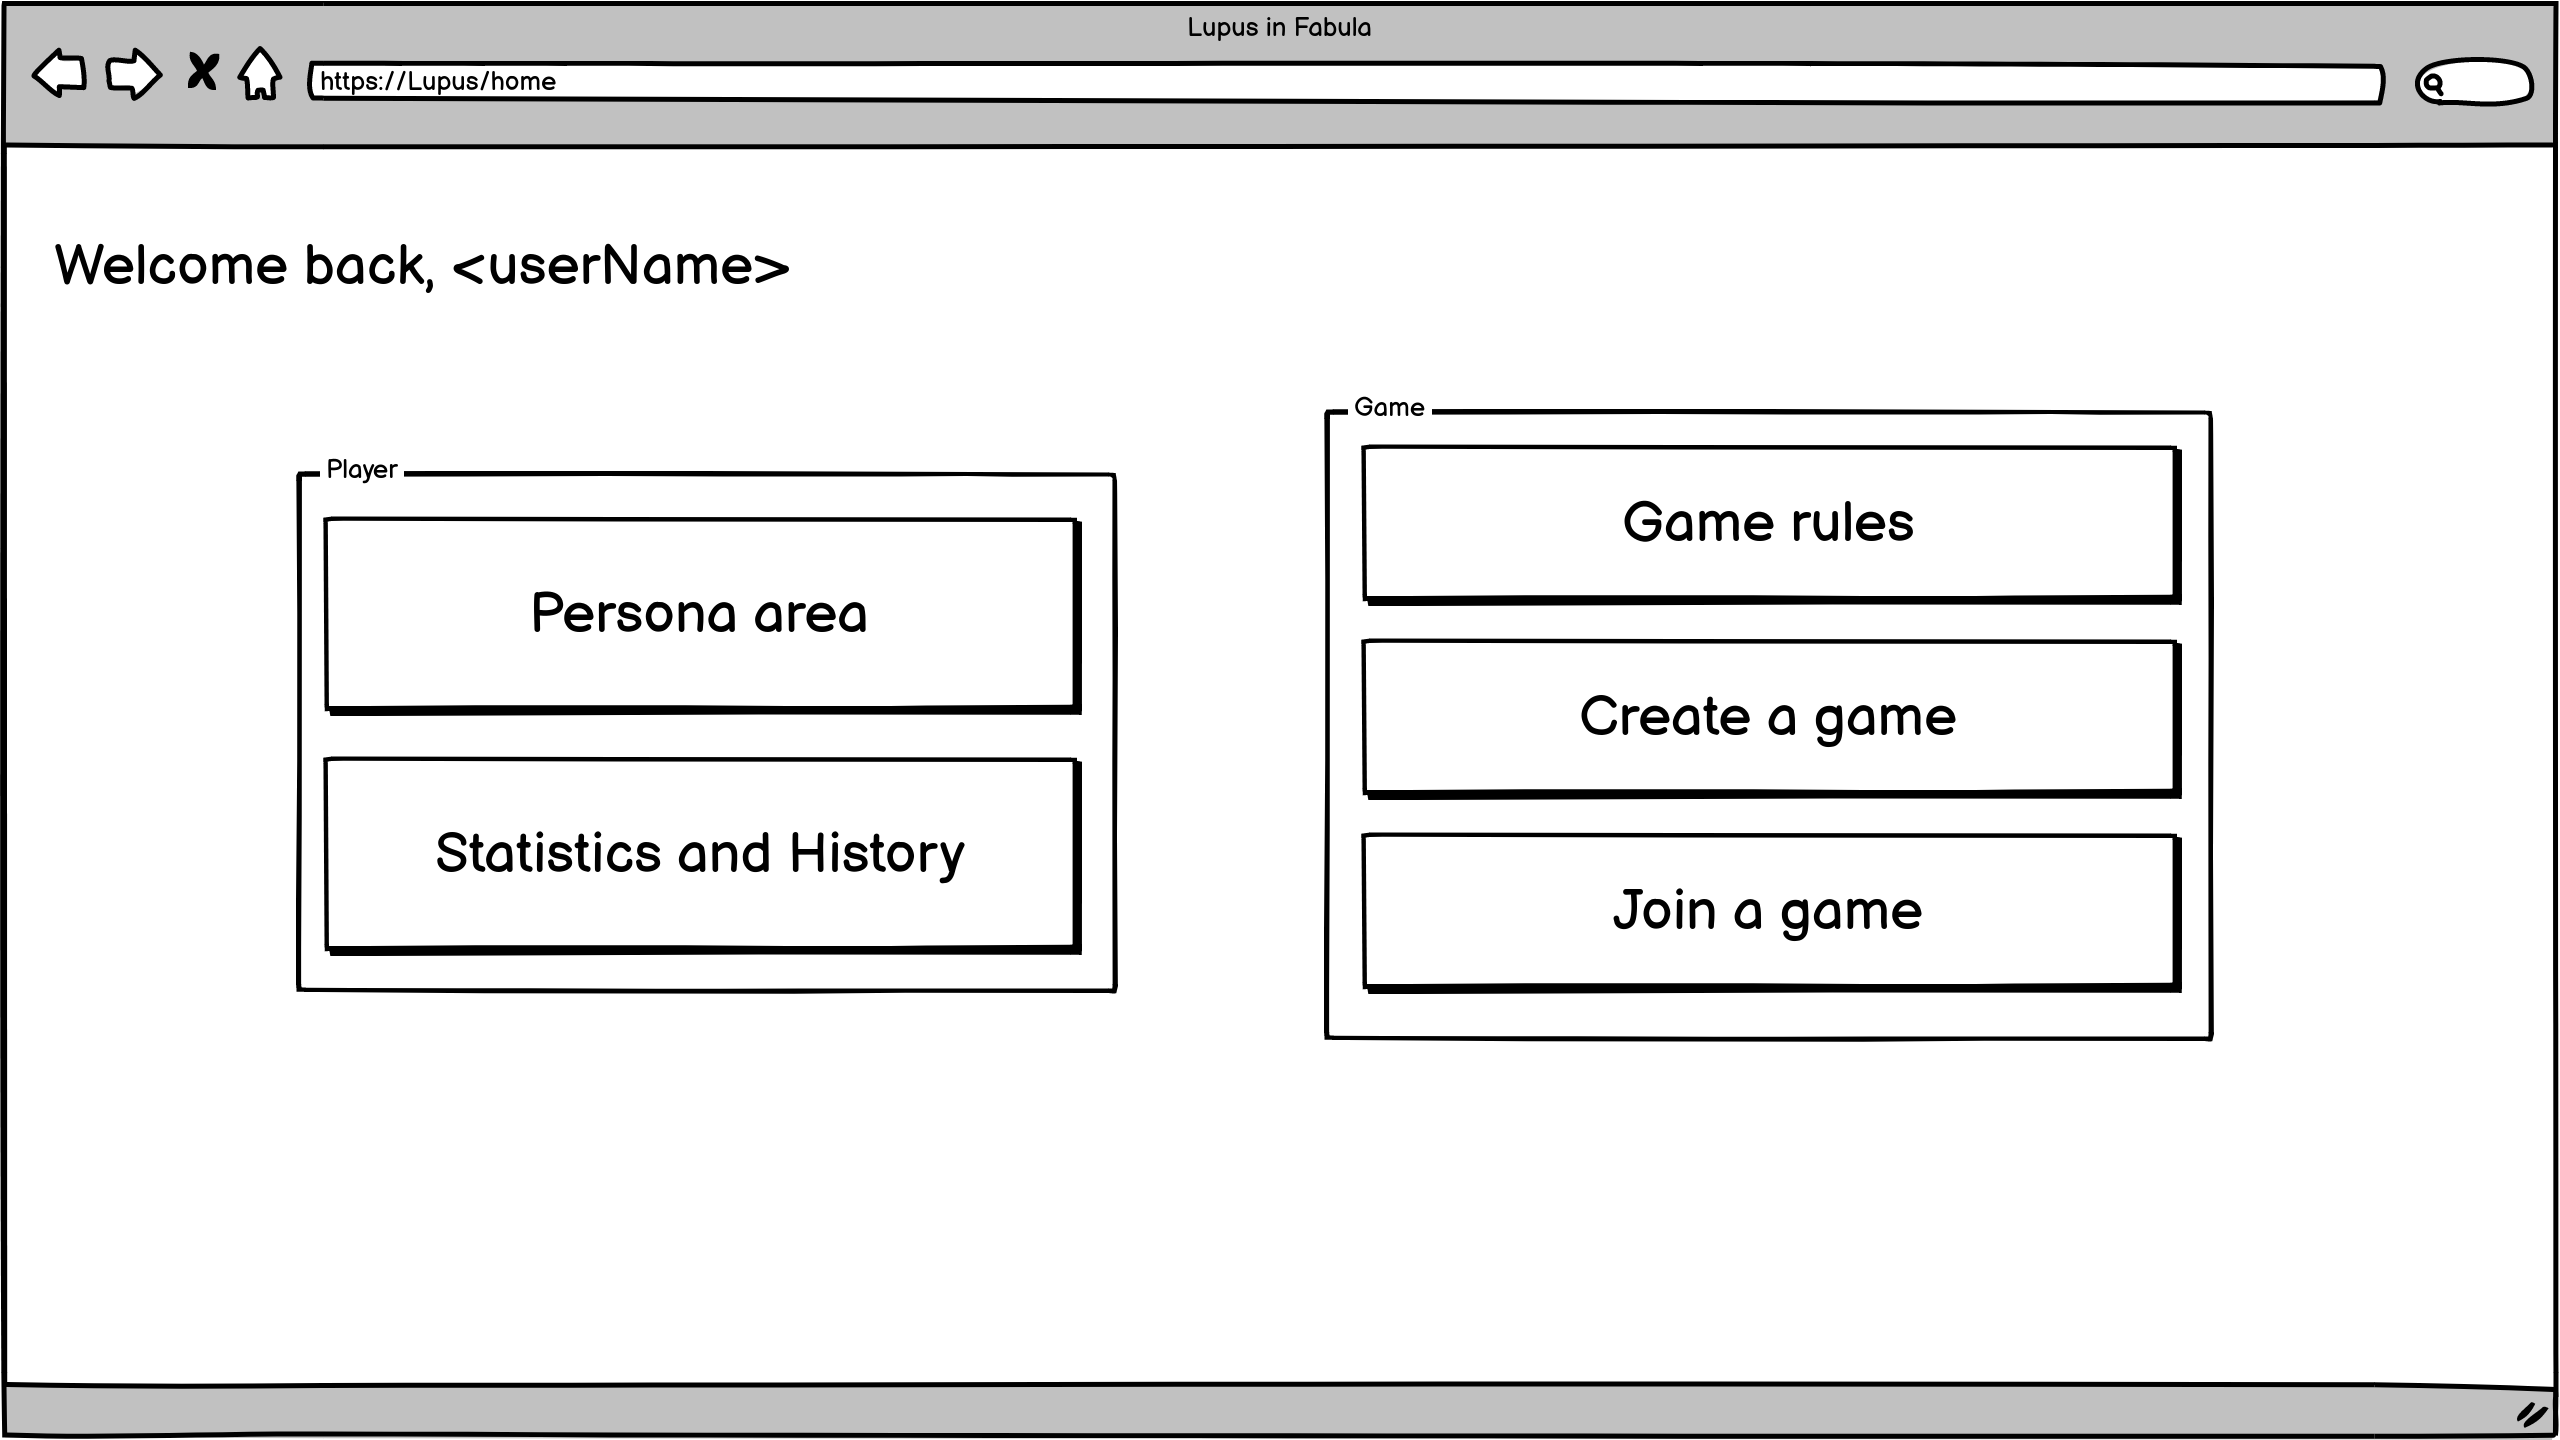 Lupus in Fabula
https://Lupus/home
Welcome back, <userName>
Player
Persona area
Statistics and History
Game
Game rules
Create a game
Join a game